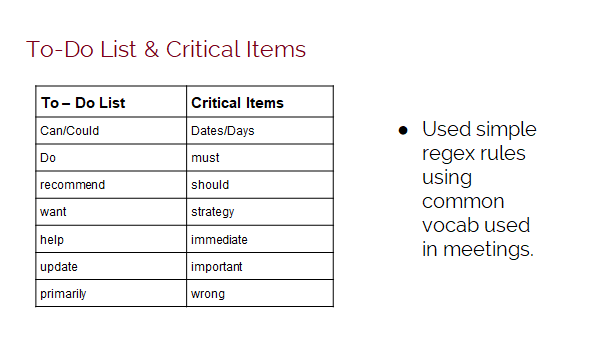 To-Do List & Critical Items
To – Do List Critical Items
Can/Could Dates/Days
Do must
recommend should
want strategy
help immediate
update important
primarily wrong
● Used simple
regex rules
using
common
vocab used
in meetings.